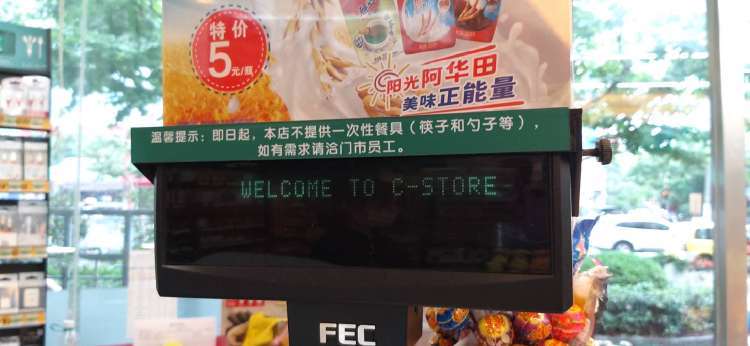 特价
5元/瓶
阳光阿华田
美味正能量
温馨提示：即日起，本店不提供一次性餐具（筷子和勺子等），
如有需求请洽门市员工。
WELCOME TO C-STORE
FEC